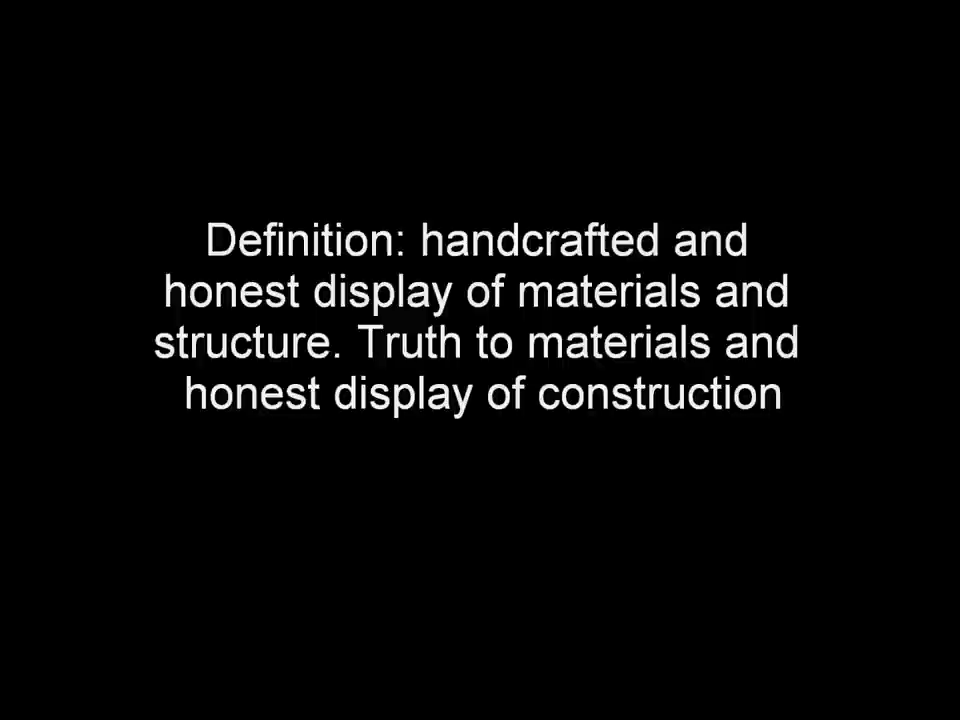 Definition: handcrafted and
honest display of materials and
structure. Truth to materials and
honest display of construction